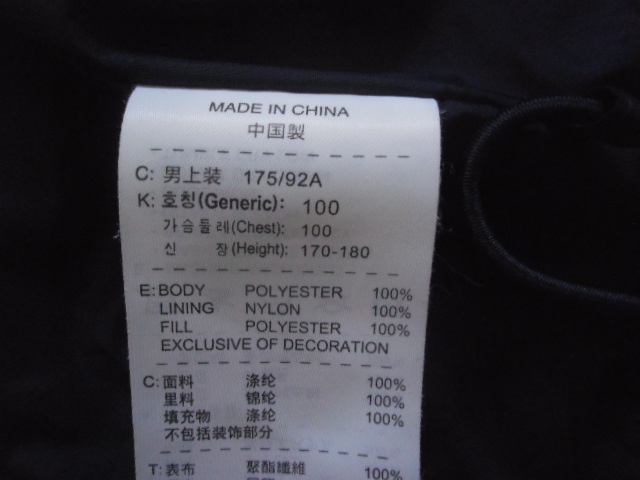 MADE IN CHINA
中国製
C: 男上装 175/92A
K: 호칭(Generic): 100
가슴둘레(Chest): 100
신 장(Height): 170-180
E: BODY POLYESTER 100%
LINING NYLON 100%
FILL POLYESTER 100%
EXCLUSIVE OF DECORATION
C: 面料 涤纶 100%
里料 锦纶 100%
填充物 涤纶 100%
不包括装饰部分
T: 表布 聚酯纖維 100%